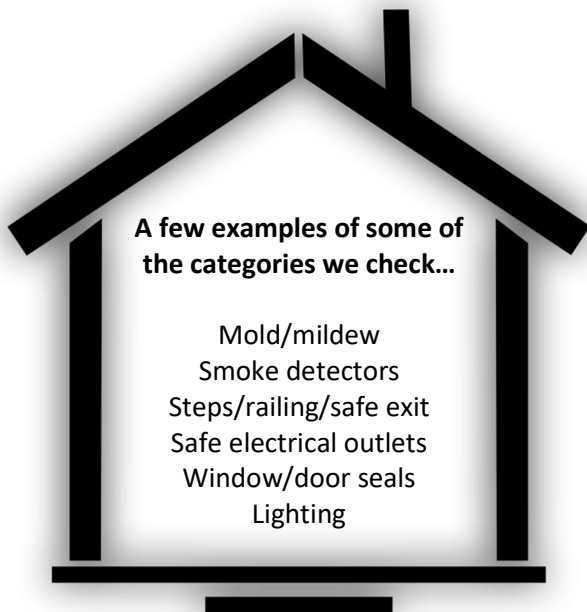 A few examples of some of
the categories we check…
Mold/mildew
Smoke detectors
Steps/railing/safe exit
Safe electrical outlets
Window/door seals
Lighting